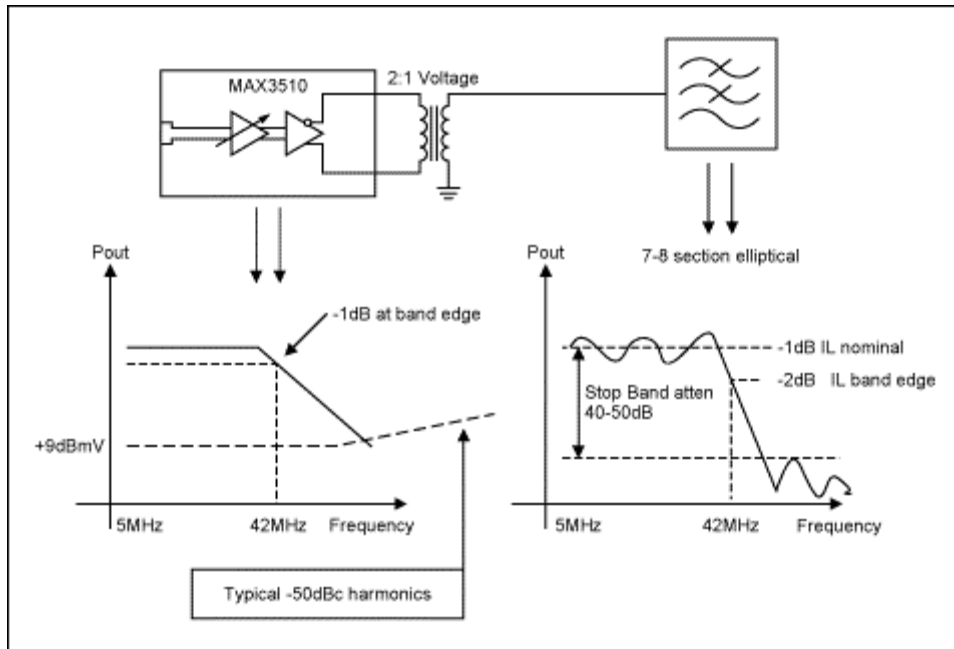 MAX3510
2:1 Voltage
Pout
-1dB at band edge
+9dBmV
5MHz
42MHz
Frequency
Typical -50dBc harmonics
7-8 section elliptical
Pout
-1dB IL nominal
-2dB IL band edge
Stop Band atten
40-50dB
5MHz
42MHz
Frequency